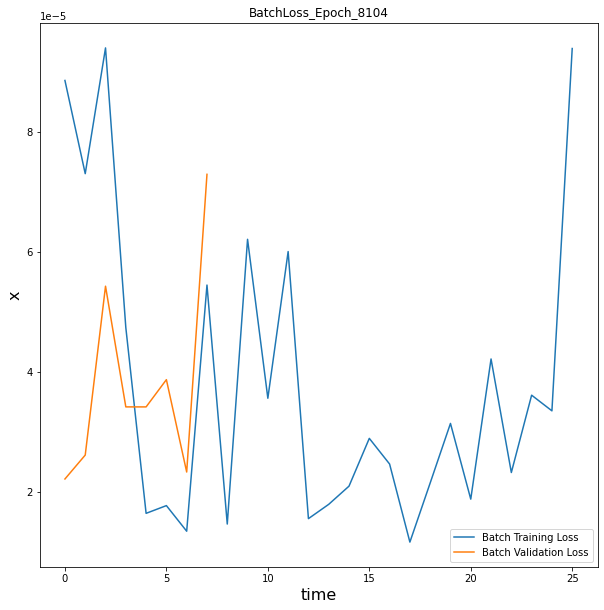 BatchLoss_Epoch_8104
1e−5
8
6
4
2
x
0 5 10 15 20 25
time
Batch Training Loss
Batch Validation Loss